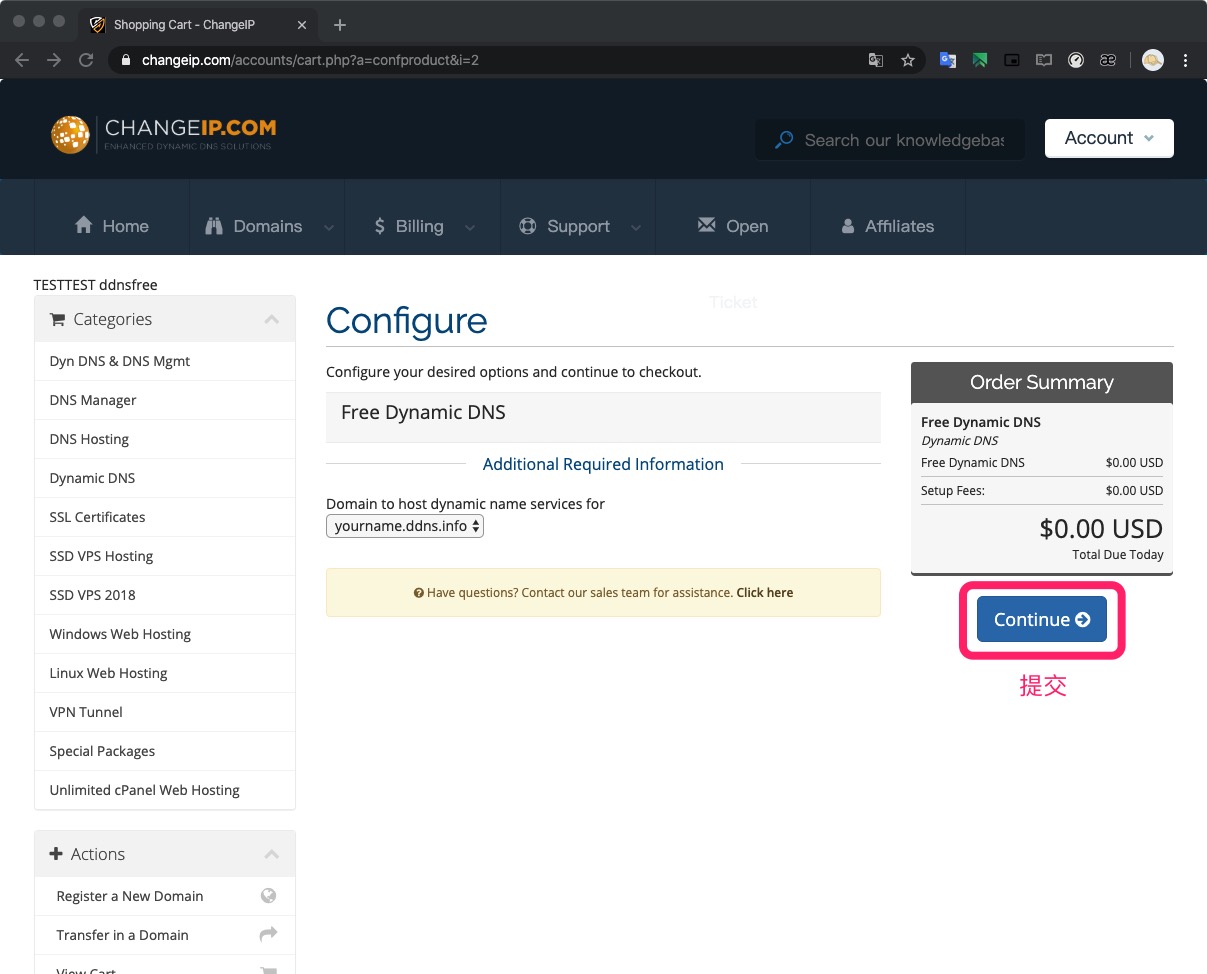 Shopping Cart - ChangeIP
changeip.com/accounts/cart.php?a=confproduct&i=2
CHANGEIP.COM
ENHANCED DYNAMIC DNS SOLUTIONS
Search our knowledgebas
Account
Home
Domains
Billing
Support
Open
Affiliates
Ticket
TESTTEST ddnsfree
Categories
Dyn DNS & DNS Mgmt
DNS Manager
DNS Hosting
Dynamic DNS
SSL Certificates
SSD VPS Hosting
SSD VPS 2018
Windows Web Hosting
Linux Web Hosting
VPN Tunnel
Special Packages
Unlimited cPanel Web Hosting
Actions
Register a New Domain
Transfer in a Domain
View Cart
Configure
Configure your desired options and continue to checkout.
Free Dynamic DNS
Additional Required Information
Domain to host dynamic name services for
yourname.ddns.info
Have questions? Contact our sales team for assistance. Click here
Order Summary
Free Dynamic DNS
Dynamic DNS
Free Dynamic DNS $0.00 USD
Setup Fees: $0.00 USD
$0.00 USD
Total Due Today
Continue
提交